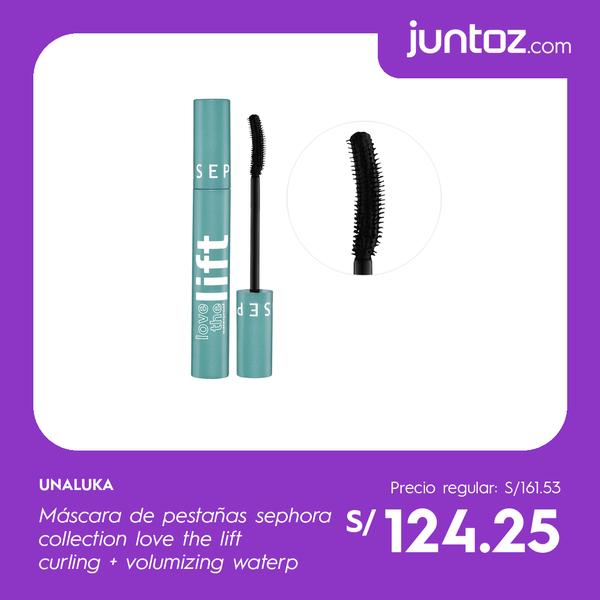 juntoz.com
SEP
love
the
lift
SEP
UNALUKA
Máscara de pestañas sephora
collection love the lift
curling + volumizing waterp
Precio regular: S/161.53
S/124.25